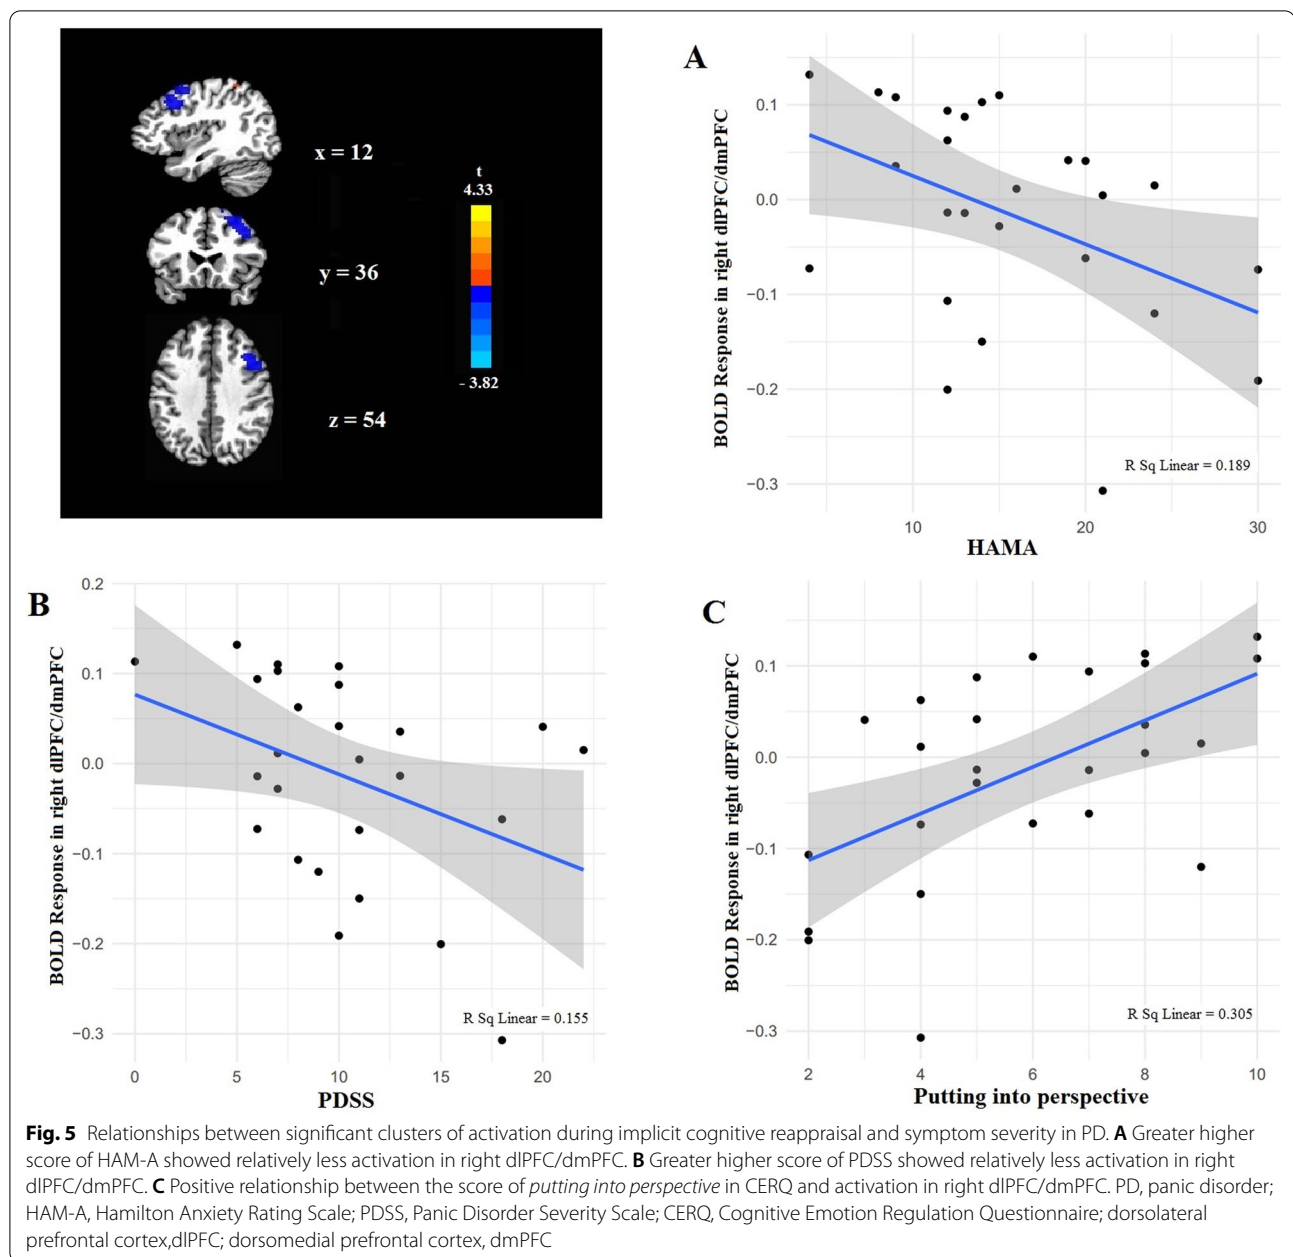 x = 12
y = 36
z = 54
t
4.33
- 3.82
A
BOLD Response in right dlPFC/dmPFC
0.1
0.0
−0.1
−0.2
−0.3
10
20
30
R Sq Linear = 0.189
HAMA
B
BOLD Response in right dlPFC/dmPFC
0.2
0.1
0.0
−0.1
−0.2
−0.3
0
5
10
15
20
R Sq Linear = 0.155
PDSS
C
BOLD Response in right dlPFC/dmPFC
0.1
0.0
−0.1
−0.2
−0.3
2
4
6
8
10
R Sq Linear = 0.305
Putting into perspective
Fig. 5 Relationships between significant clusters of activation during implicit cognitive reappraisal and symptom severity in PD. A Greater higher
score of HAM-A showed relatively less activation in right dlPFC/dmPFC. B Greater higher score of PDSS showed relatively less activation in right
dlPFC/dmPFC. C Positive relationship between the score of putting into perspective in CERQ and activation in right dlPFC/dmPFC. PD, panic disorder;
HAM-A, Hamilton Anxiety Rating Scale; PDSS, Panic Disorder Severity Scale; CERQ, Cognitive Emotion Regulation Questionnaire; dorsolateral
prefrontal cortex,dlPFC; dorsomedial prefrontal cortex, dmPFC